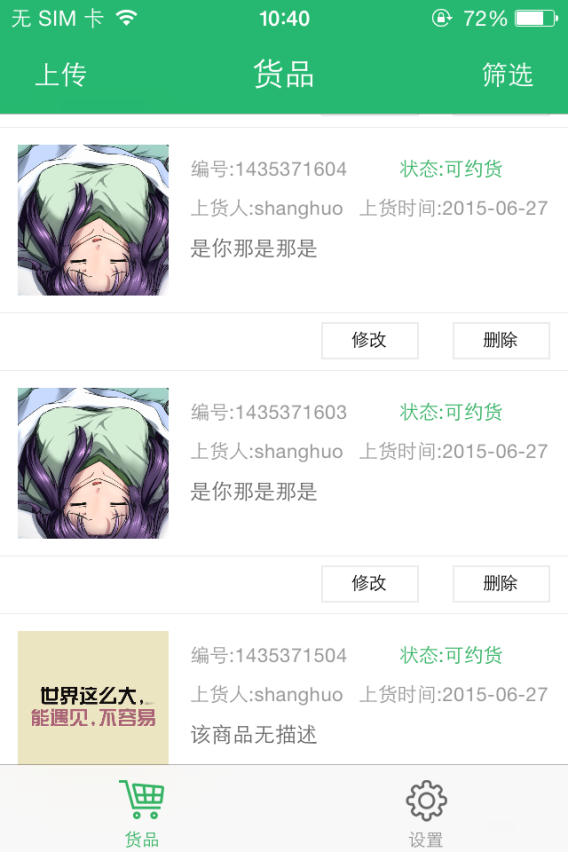 无 SIM 卡 10:40 72%
上传 货品 筛选
编号:1435371604 状态:可约货
上货人:shanghuo 上货时间:2015-06-27
是你那是那是
修改 删除
编号:1435371603 状态:可约货
上货人:shanghuo 上货时间:2015-06-27
是你那是那是
修改 删除
世界这么大，
能遇见，不容易
编号:1435371504 状态:可约货
上货人:shanghuo 上货时间:2015-06-27
该商品无描述
货品 设置